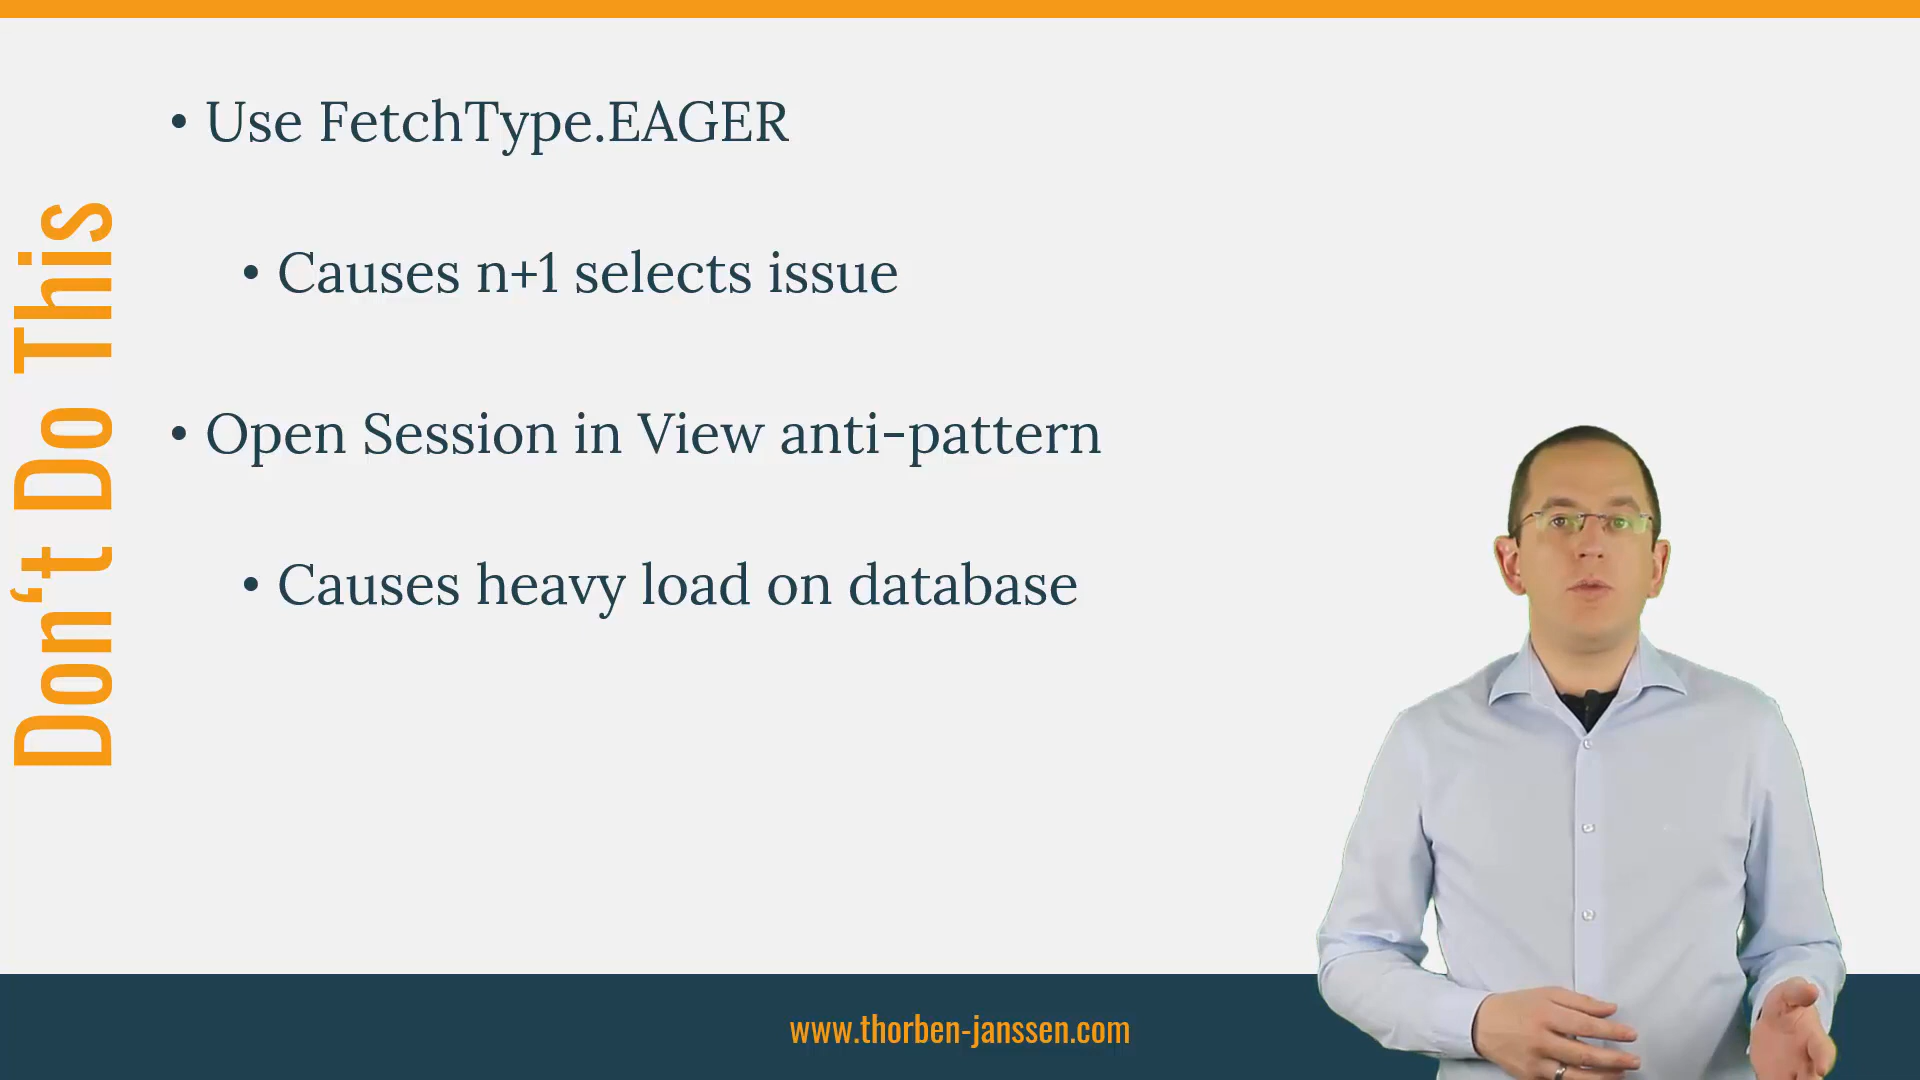 Don‘t Do This
• Use FetchType.EAGER
• Causes n+1 selects issue
• Open Session in View anti-pattern
• Causes heavy load on database
www.thorben-janssen.com